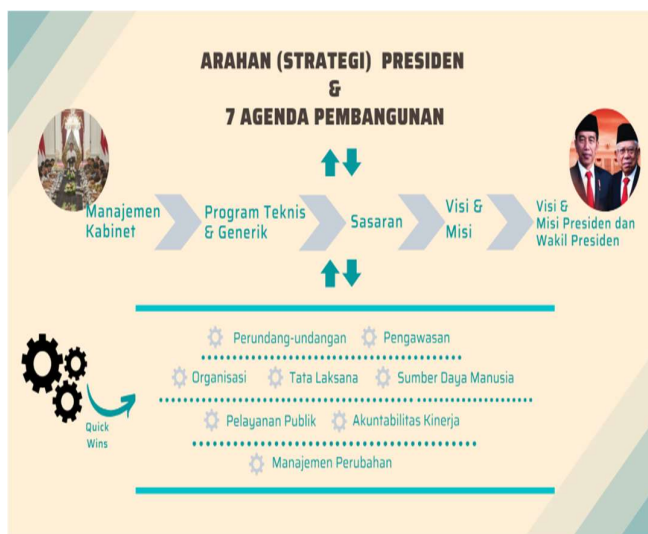 ARAHAN (STRATEGI) PRESIDEN
&
7 AGENDA PEMBANGUNAN
Manajemen
Kabinet
Program Teknis
& Generik
Sasaran
Visi &
Misi
Visi &
Misi Presiden dan
Wakil Presiden
Perundang-undangan Pengawasan
Organisasi Tata Laksana Sumber Daya Manusia
Pelayanan Publik Akuntabilitas Kinerja
Manajemen Perubahan
Quick
Wins